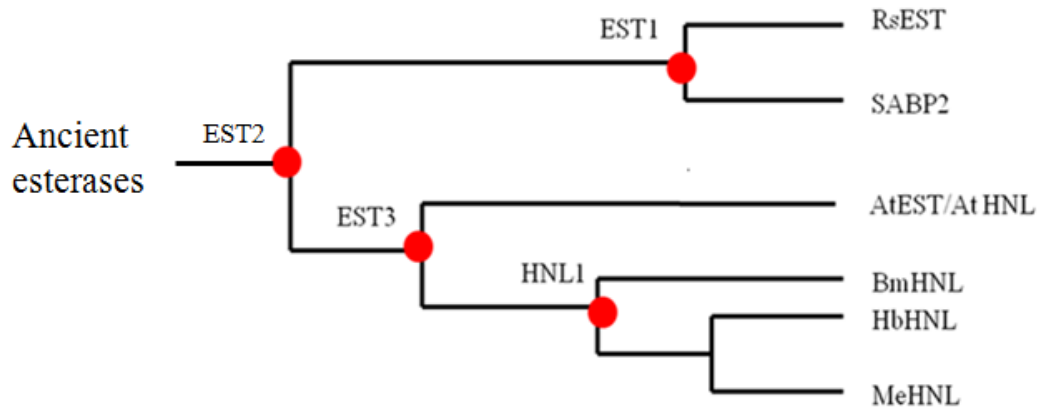 RsEST
EST1
SABP2
EST2
Ancient
esterases
EST3
AtEST/At HNL
HNL1
BmHNL
HbHNL
MeHNL